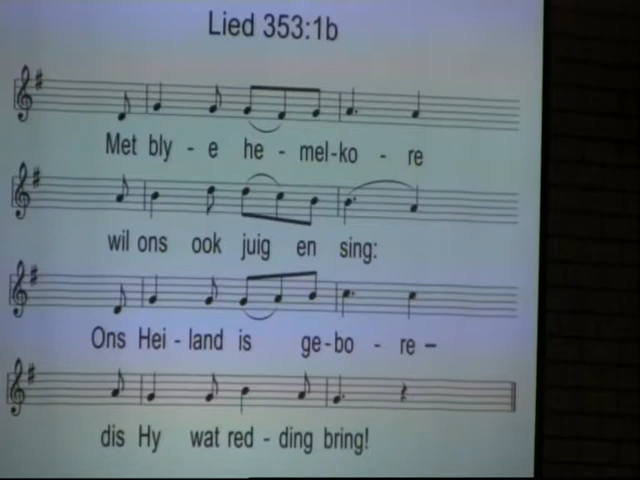 Lied 353:1b
Met bly - e he - mel-ko - re
wil ons ook juig en sing:
Ons Hei - land is ge-bo - re –
dis Hy wat red - ding bring!